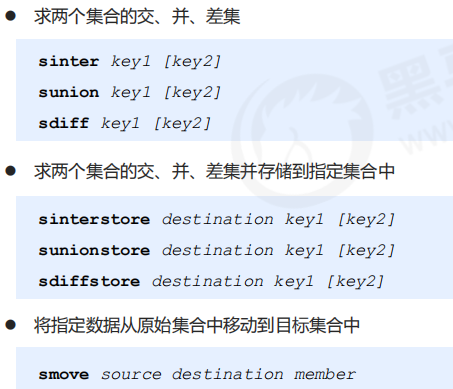 ● 求两个集合的交、并、差集
sinter key1 [key2]
sunion key1 [key2]
sdiff key1 [key2]
● 求两个集合的交、并、差集并存储到指定集合中
sinterstore destination key1 [key2]
sunionstore destination key1 [key2]
sdiffstore destination key1 [key2]
● 将指定数据从原始集合中移动到目标集合中
smove source destination member
黑
www